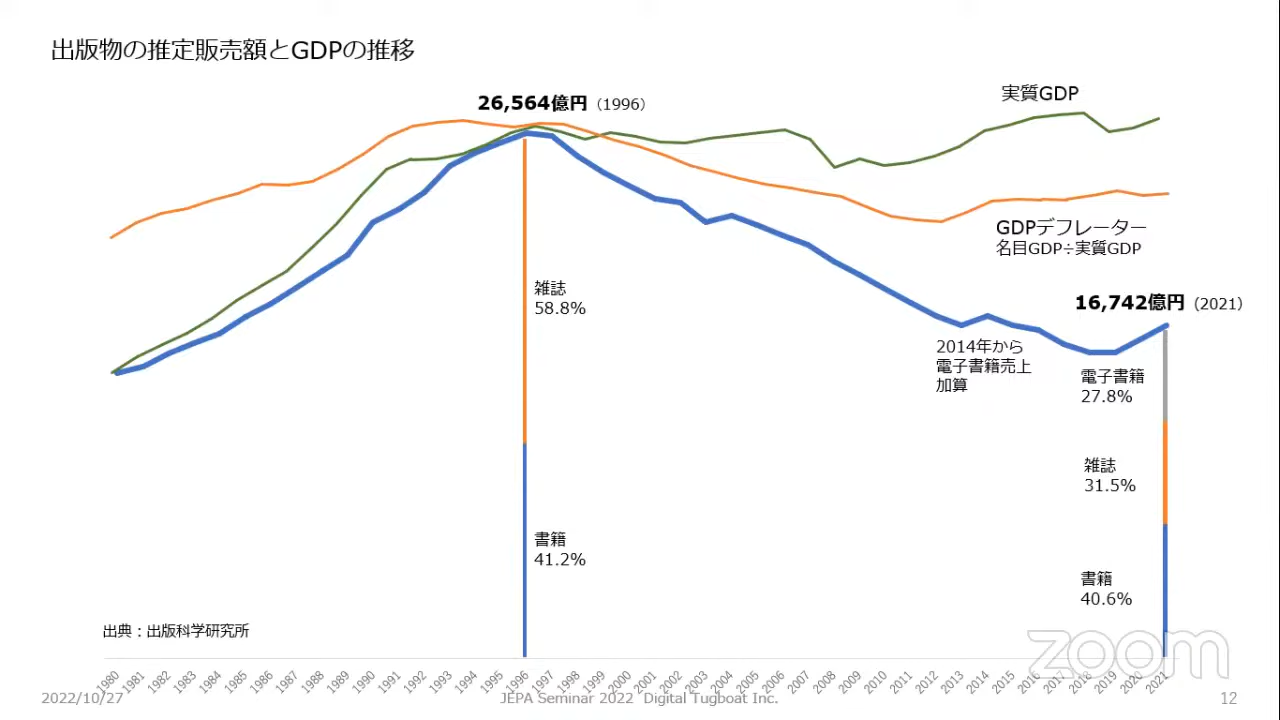 出版物の推定販売額とGDPの推移
26,564億円（1996）
実質GDP
GDPデフレーター
名目GDP÷実質GDP
16,742億円（2021）
雑誌
58.8%
2014年から
電子書籍売上
加算
電子書籍
27.8%
雑誌
31.5%
書籍
41.2%
書籍
40.6%
出典：出版科学研究所
zoom
1980 1981 1982 1983 1984 1985 1986 1987 1988 1989 1990 1991 1992 1993 1994 1995 1996 1997 1998 1999 2000 2001 2002 2003 2004 2005 2006 2007 2008 2009 2010 2011 2012 2013 2014 2015 2016 2017 2018 2019 2020 2021
2022/10/27
JEPA Seminar 2022 Digital Tugboat Inc.
12